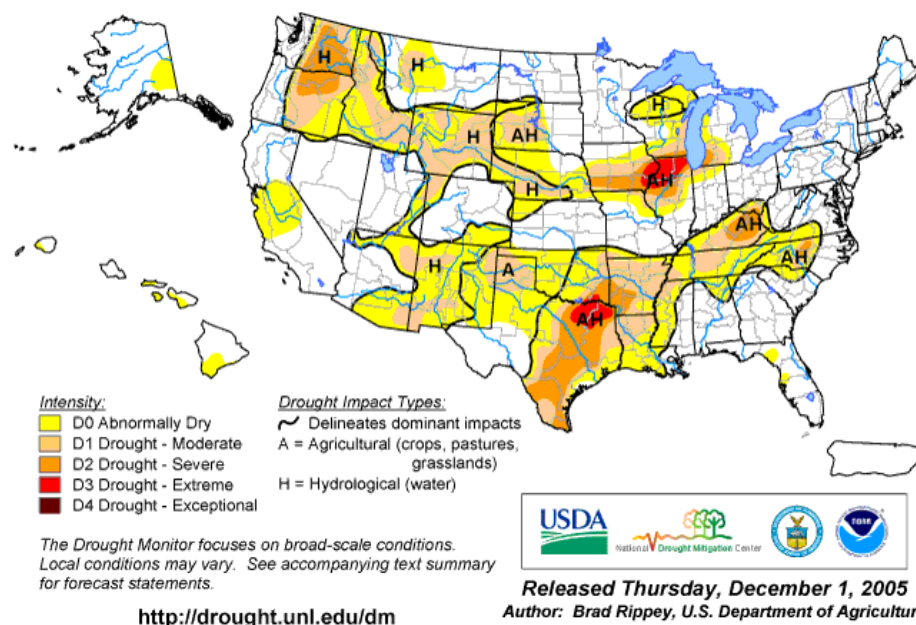 H
H
H
H
AH
H
AH
H
A
AH
AH
AH
Intensity:
D0 Abnormally Dry
D1 Drought - Moderate
D2 Drought - Severe
D3 Drought - Extreme
D4 Drought - Exceptional
Drought Impact Types:
Delineates dominant impacts
A = Agricultural (crops, pastures,
grasslands)
H = Hydrological (water)
The Drought Monitor focuses on broad-scale conditions.
Local conditions may vary. See accompanying text summary
for forecast statements.
http://drought.unl.edu/dm
USDA
National Drought Mitigation Center
NOAA
Released Thursday, December 1, 2005
Author: Brad Rippey, U.S. Department of Agricultu